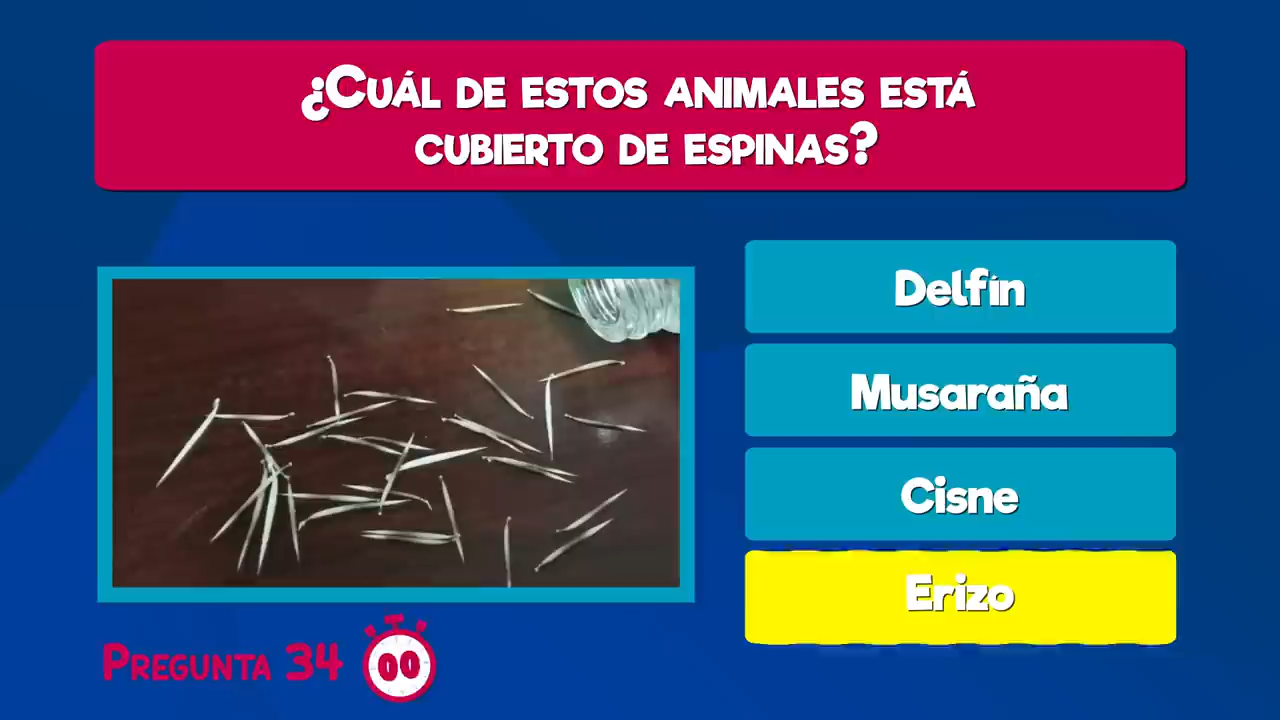 ¿Cuál de estos animales está
cubierto de espinas?
Delfín
Musaraña
Cisne
Erizo
Pregunta 34
00